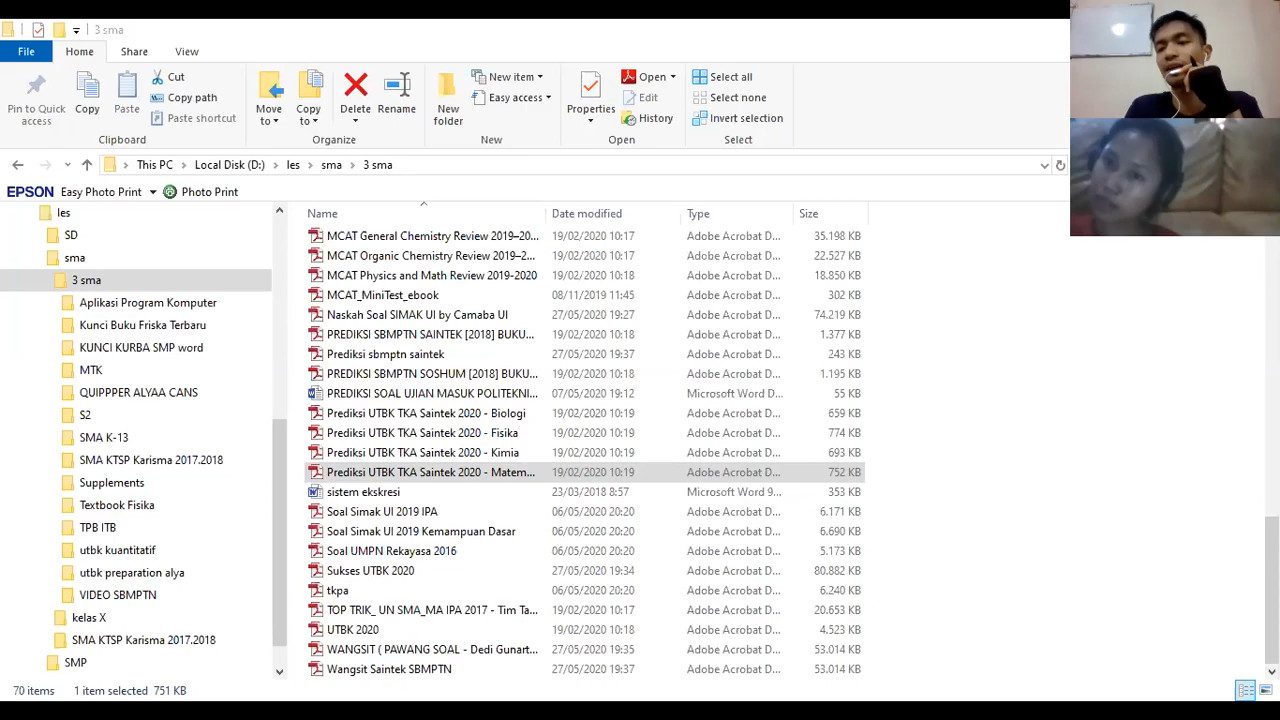 3 sma
File Home Share View
Pin to Quick access
Copy
Paste
Cut
Copy path
Paste shortcut
Clipboard
Move to
Copy to
Delete
Rename
Organize
New folder
New item
Easy access
New
Properties
Open
Edit
History
Open
Select all
Select none
Invert selection
Select
This PC Local Disk (D:) les sma 3 sma
EPSON Easy Photo Print Photo Print
les
SD
sma
3 sma
Aplikasi Program Komputer
Kunci Buku Friska Terbaru
KUNCI KURBA SMP word
MTK
QUIPPPER ALYAA CANS
S2
SMA K-13
SMA KTSP Karisma 2017.2018
Supplements
Textbook Fisika
TPB ITB
utbk kuantitatif
utbk preparation alya
VIDEO SBMPTN
kelas X
SMA KTSP Karisma 2017.2018
SMP
Name Date modified Type Size
MCAT General Chemistry Review 2019–20... 19/02/2020 10:17 Adobe Acrobat D... 35.198 KB
MCAT Organic Chemistry Review 2019–2... 19/02/2020 10:17 Adobe Acrobat D... 22.527 KB
MCAT Physics and Math Review 2019-2020 19/02/2020 10:18 Adobe Acrobat D... 18.850 KB
MCAT_MiniTest_ebook 08/11/2019 11:45 Adobe Acrobat D... 302 KB
Naskah Soal SIMAK UI by Camaba UI 27/05/2020 19:27 Adobe Acrobat D... 74.219 KB
PREDIKSI SBMPTN SAINTEK [2018] BUKU... 19/02/2020 10:18 Adobe Acrobat D... 1.377 KB
Prediksi sbmptn saintek 27/05/2020 19:37 Adobe Acrobat D... 243 KB
PREDIKSI SBMPTN SOSHUM [2018] BUKU... 19/02/2020 10:18 Adobe Acrobat D... 1.195 KB
PREDIKSI SOAL UJIAN MASUK POLITEKNI... 07/05/2020 19:12 Microsoft Word D... 55 KB
Prediksi UTBK TKA Saintek 2020 - Biologi 19/02/2020 10:19 Adobe Acrobat D... 659 KB
Prediksi UTBK TKA Saintek 2020 - Fisika 19/02/2020 10:19 Adobe Acrobat D... 774 KB
Prediksi UTBK TKA Saintek 2020 - Kimia 19/02/2020 10:19 Adobe Acrobat D... 693 KB
Prediksi UTBK TKA Saintek 2020 - Matem... 19/02/2020 10:19 Adobe Acrobat D... 752 KB
sistem ekskresi 23/03/2018 8:57 Microsoft Word 9... 353 KB
Soal Simak UI 2019 IPA 06/05/2020 20:20 Adobe Acrobat D... 6.171 KB
Soal Simak UI 2019 Kemampuan Dasar 06/05/2020 20:20 Adobe Acrobat D... 6.690 KB
Soal UMPN Rekayasa 2016 06/05/2020 20:20 Adobe Acrobat D... 5.173 KB
Sukses UTBK 2020 27/05/2020 19:34 Adobe Acrobat D... 80.882 KB
tkpa 06/05/2020 20:20 Adobe Acrobat D... 6.240 KB
TOP TRIK_ UN SMA_MA IPA 2017 - Tim Ta... 19/02/2020 10:17 Adobe Acrobat D... 20.653 KB
UTBK 2020 19/02/2020 10:18 Adobe Acrobat D... 4.523 KB
WANGSIT ( PAWANG SOAL - Dedi Gunart... 27/05/2020 19:35 Adobe Acrobat D... 53.014 KB
Wangsit Saintek SBMPTN 27/05/2020 19:37 Adobe Acrobat D... 53.014 KB
70 items 1 item selected 751 KB